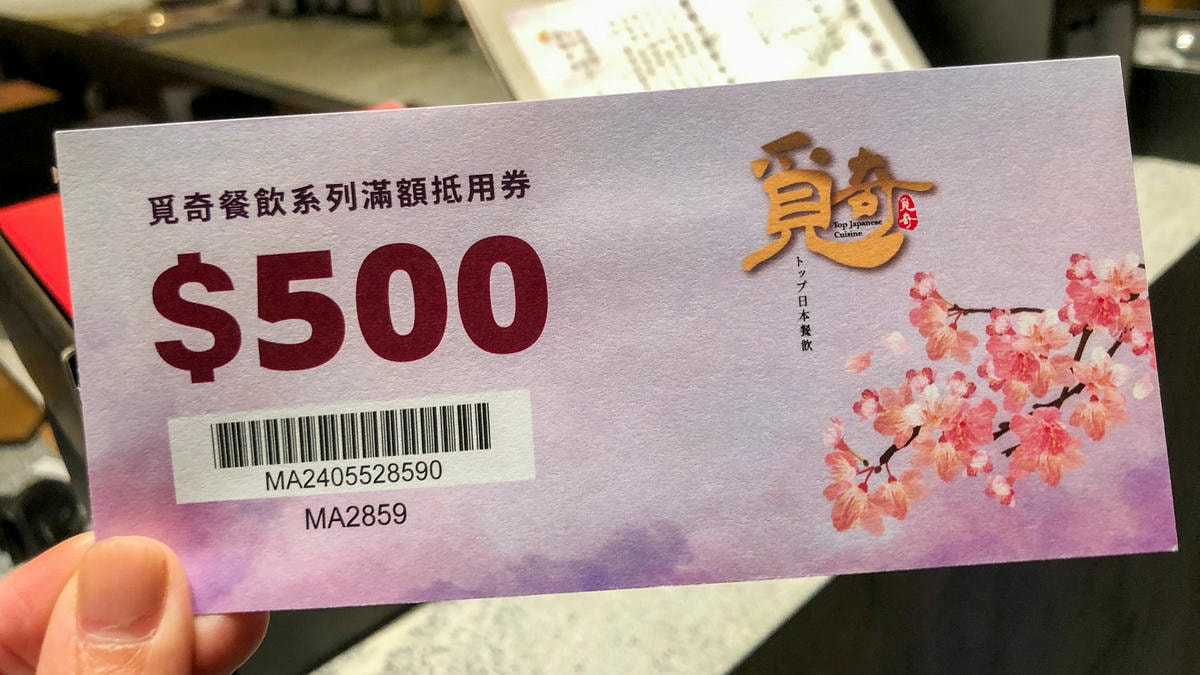 覓奇餐飲系列滿額抵用券
$500
MA2405528590
MA2859
覓奇
Top Japanese
Cuisine
覓奇
トップ日本餐飲